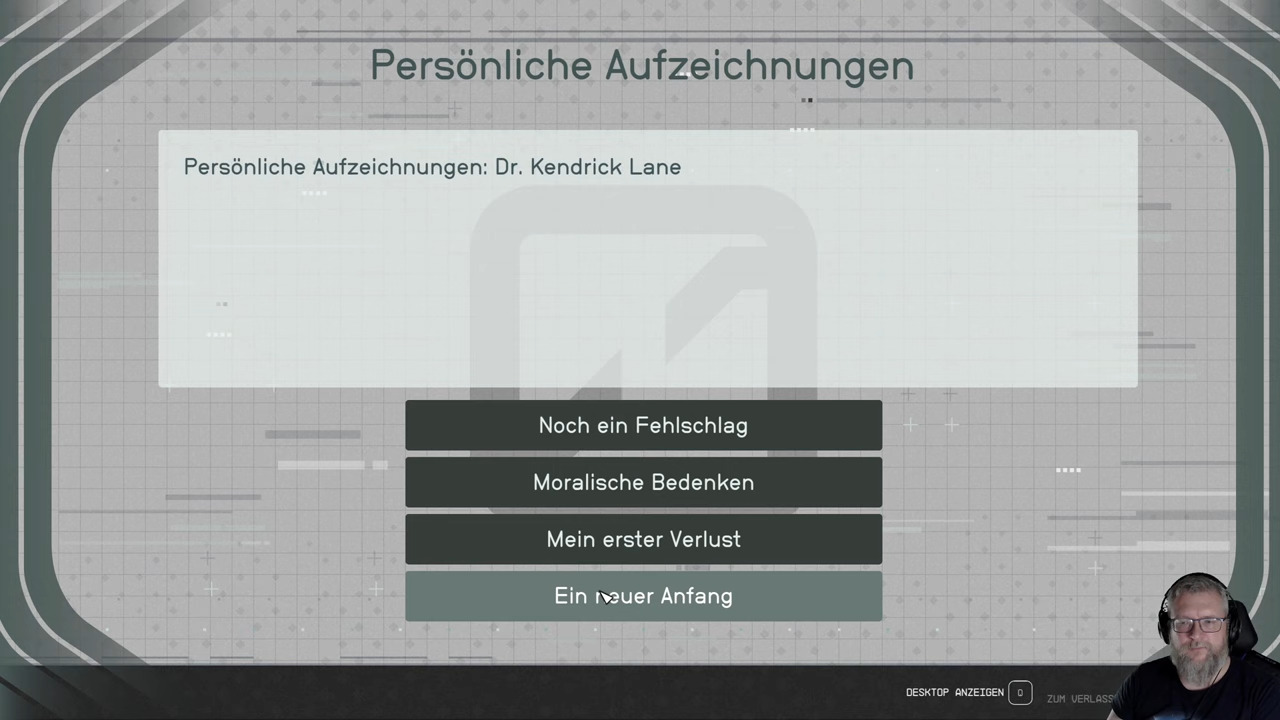 Persönliche Aufzeichnungen
Persönliche Aufzeichnungen: Dr. Kendrick Lane
Noch ein Fehlschlag
Moralische Bedenken
Mein erster Verlust
Ein neuer Anfang
DESKTOP ANZEIGEN Q
ZUM